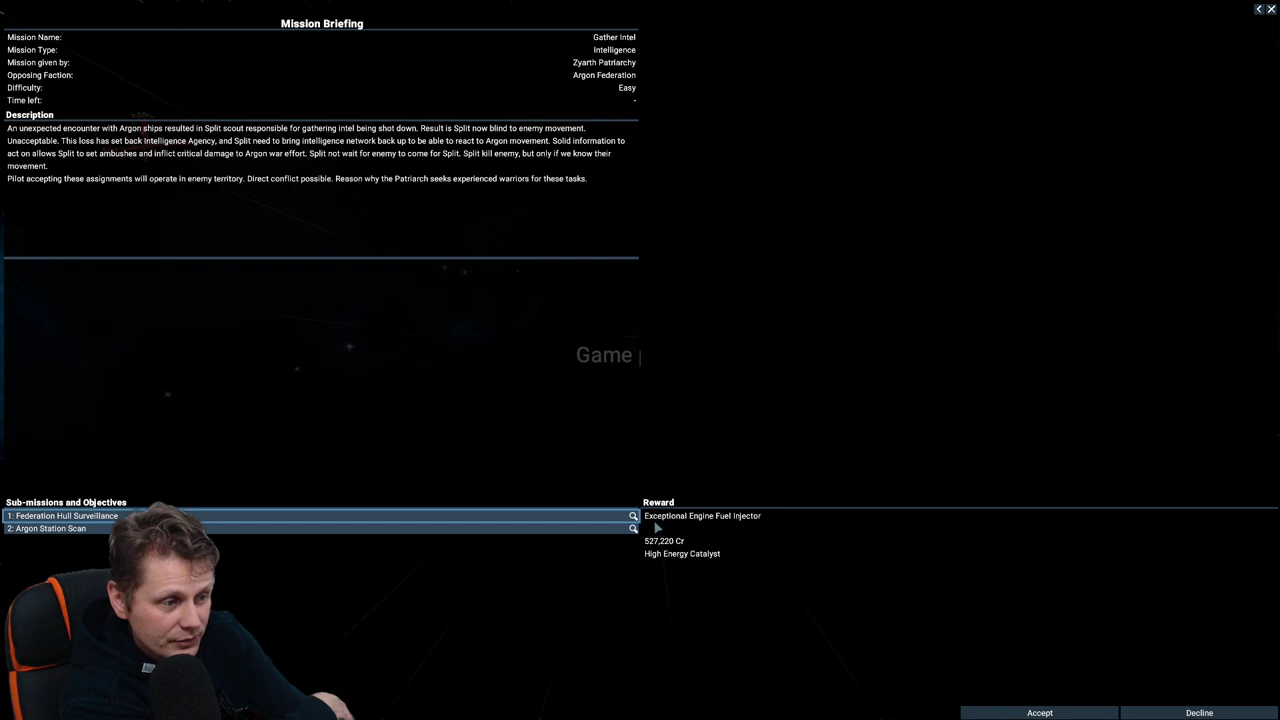 Mission Briefing
Mission Name: Gather Intel
Mission Type: Intelligence
Mission given by: Zyarth Patriarchy
Opposing Faction: Argon Federation
Difficulty: Easy
Time left: -
Description
An unexpected encounter with Argon ships resulted in Split scout responsible for gathering intel being shot down. Result is Split now blind to enemy movement.
Unacceptable. This loss has set back Intelligence Agency, and Split need to bring intelligence network back up to be able to react to Argon movement. Solid information to
act on allows Split to set ambushes and inflict critical damage to Argon war effort. Split not wait for enemy to come for Split. Split kill enemy, but only if we know their
movement.
Pilot accepting these assignments will operate in enemy territory. Direct conflict possible. Reason why the Patriarch seeks experienced warriors for these tasks.
Game
Sub-missions and Objectives
1: Federation Hull Surveillance
2: Argon Station Scan
Reward
Exceptional Engine Fuel Injector
527,220 Cr
High Energy Catalyst
Accept
Decline